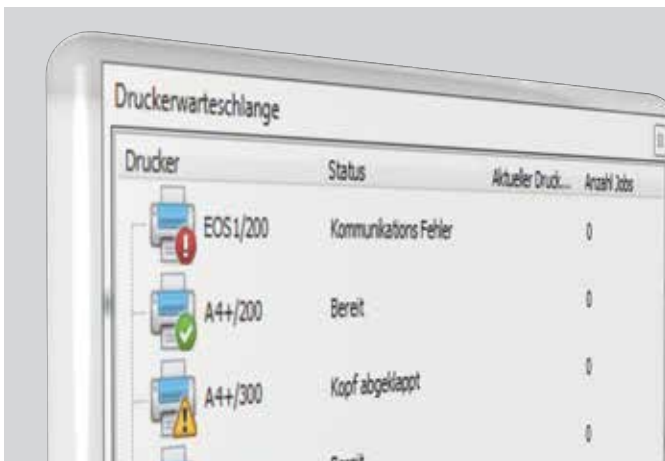 Druckerwarteschlange
Drucker Status Aktueller Druck... Anzahl Jobs
EOS1/200 Kommunikations Fehler 0
A4+/200 Bereit 0
A4+/300 Kopf abgeklappt 0
Bereit 0